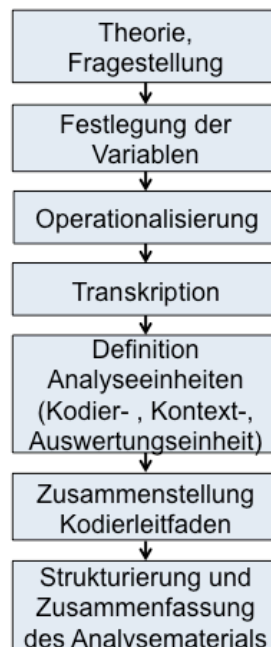 Theorie,
Fragestellung
Festlegung der
Variablen
Operationalisierung
Transkription
Definition
Analyseeinheiten
(Kodier- , Kontext-,
Auswertungseinheit)
Zusammenstellung
Kodierleitfaden
Strukturierung und
Zusammenfassung
des Analysematerials